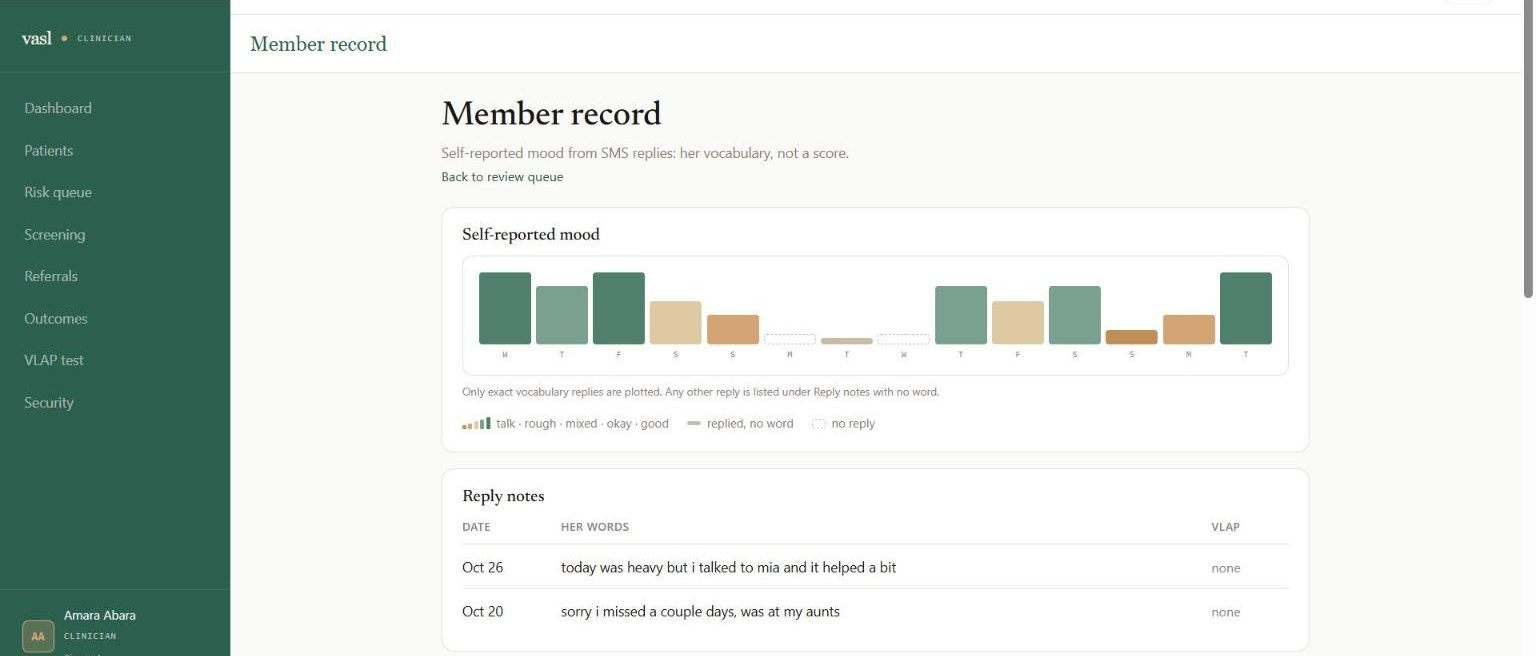 vasl • CLINICIAN
Member record
Dashboard
Patients
Risk queue
Screening
Referrals
Outcomes
VLAP test
Security
Amara Abara
AA
CLINICIAN
Member record
Self-reported mood from SMS replies: her vocabulary, not a score.
Back to review queue
Self-reported mood
W T F S S M T W T F S S M T
Only exact vocabulary replies are plotted. Any other reply is listed under Reply notes with no word.
talk · rough · mixed · okay · good replied, no word no reply
Reply notes
DATE HER WORDS VLAP
Oct 26 today was heavy but i talked to mia and it helped a bit none
Oct 20 sorry i missed a couple days, was at my aunts none